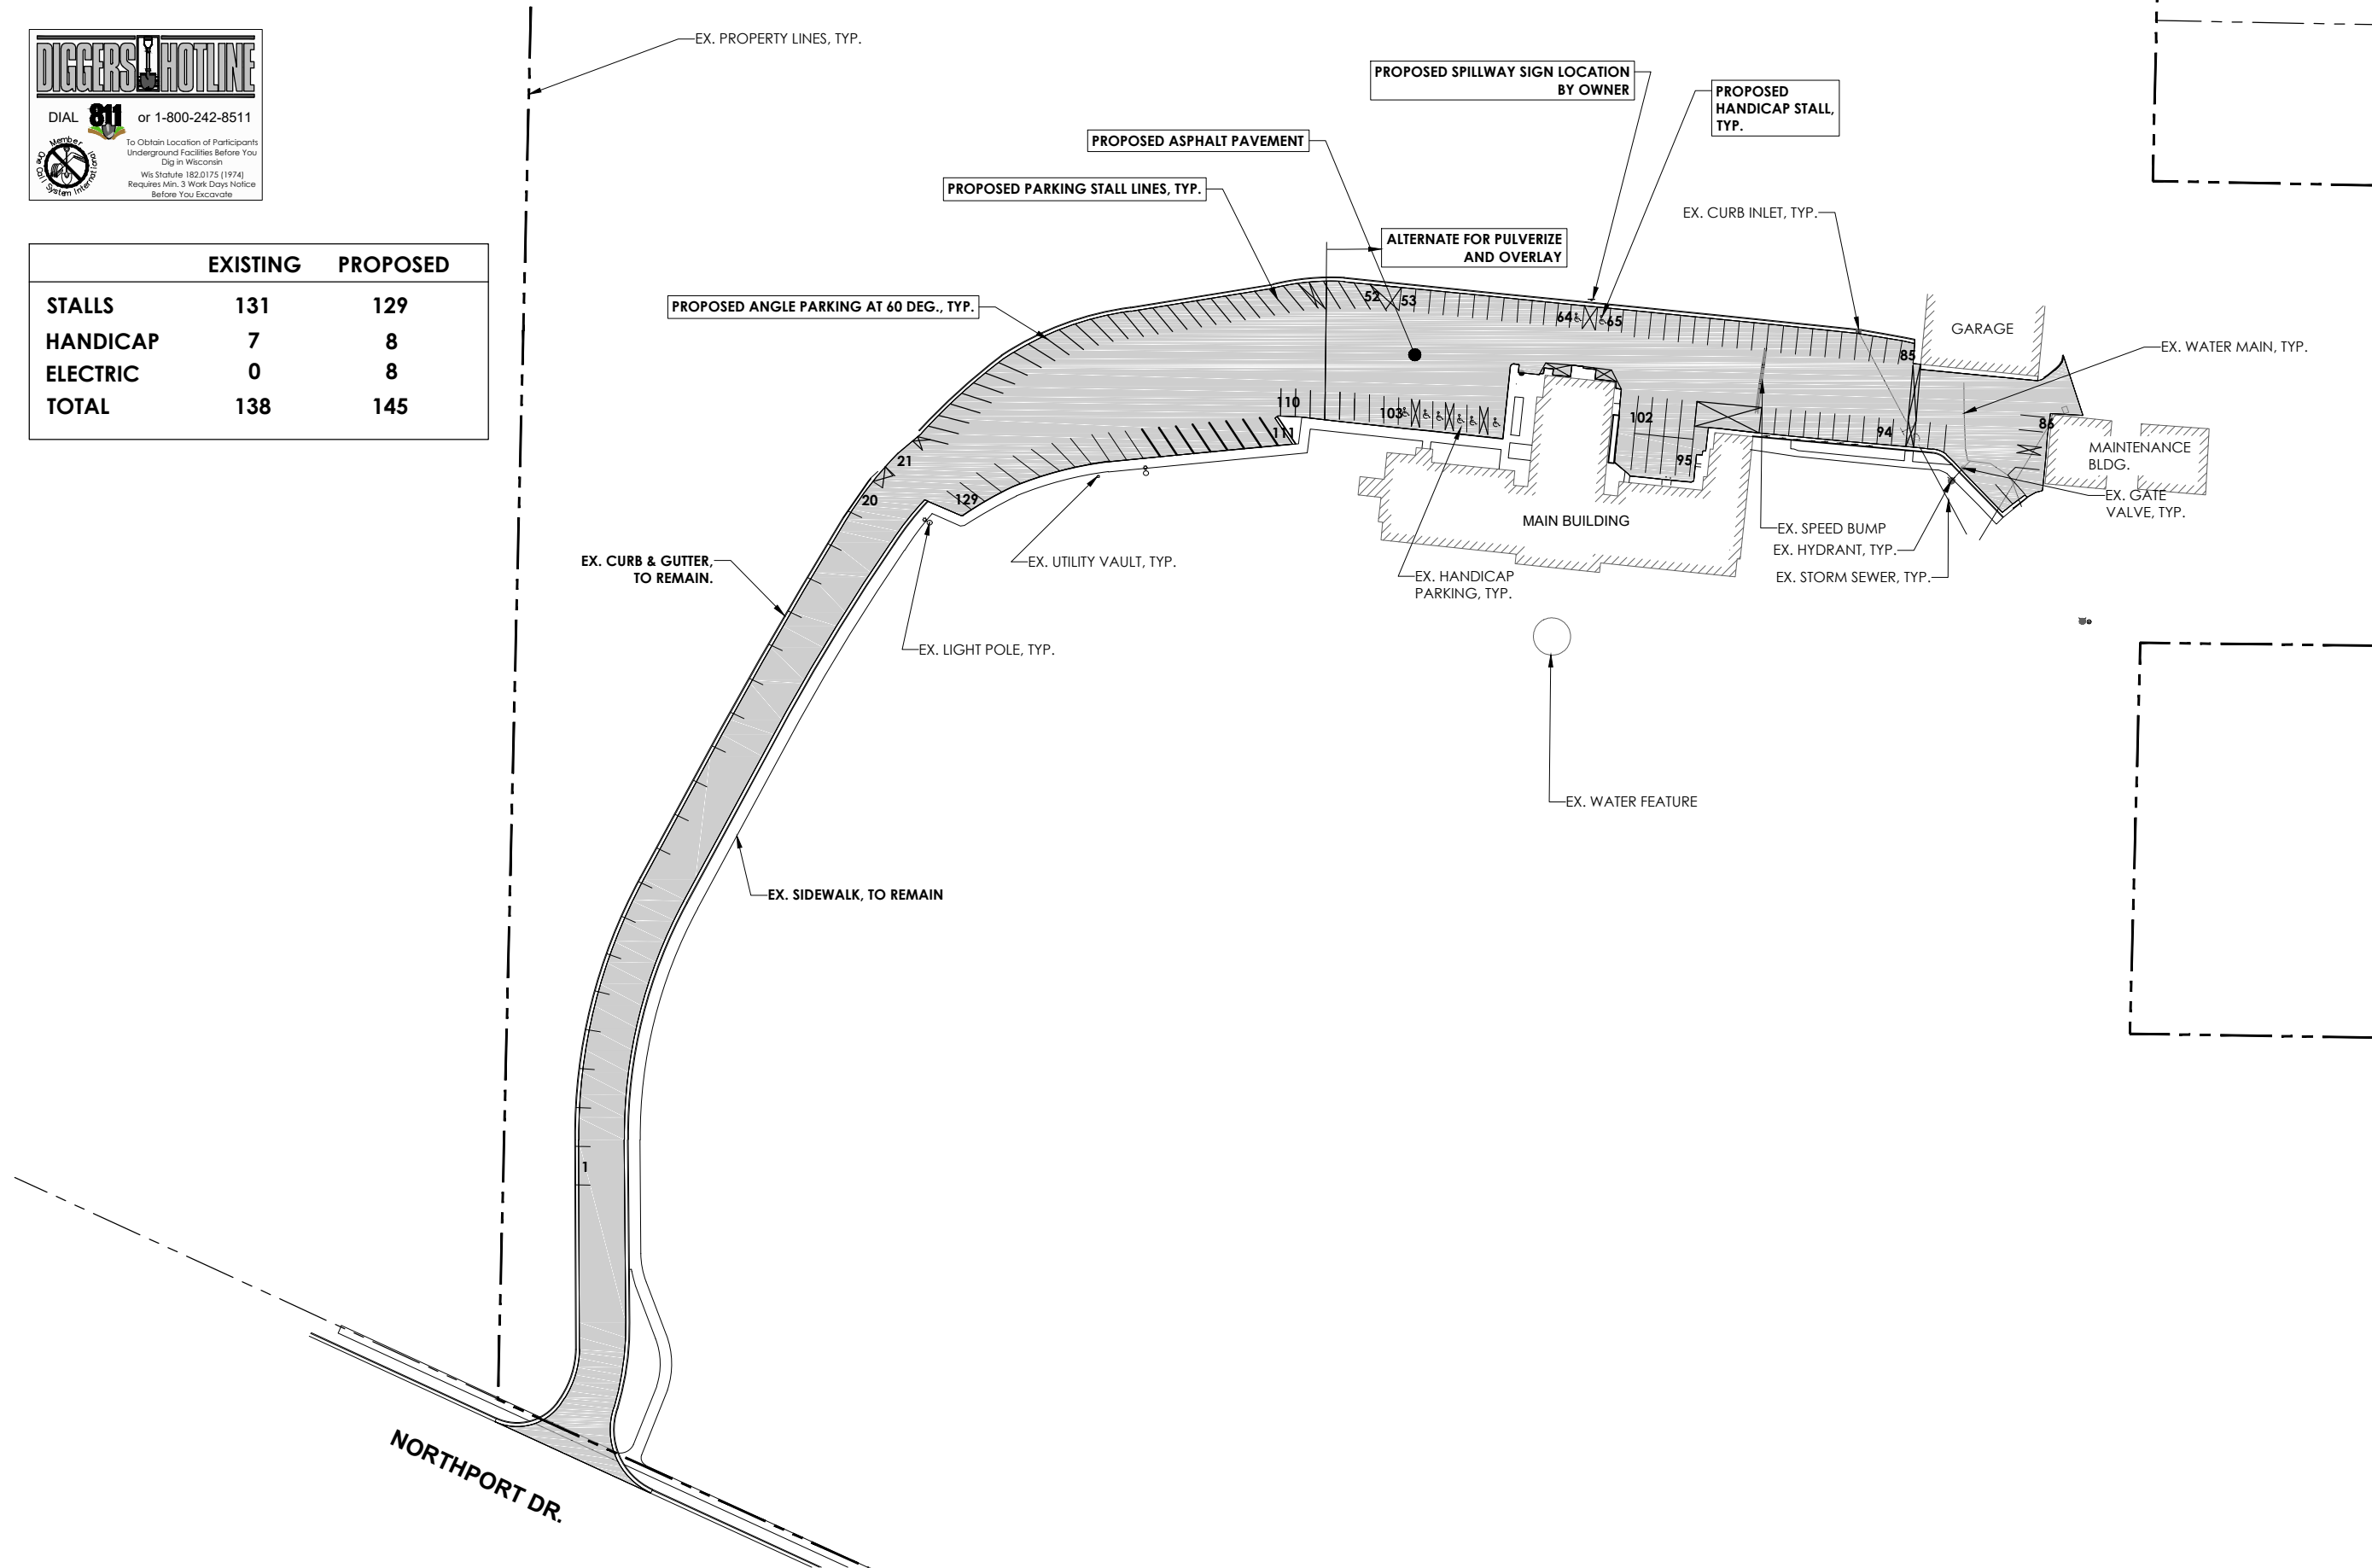 DIGGERS HOTLINE
DIAL 811 or 1-800-242-8511
Member
One Call System International
To Obtain Location of Participants
Underground Facilities Before You
Dig in Wisconsin
Wis Statute 182.0175 (1974)
Requires Min. 3 Work Days Notice
Before You Excavate
EXISTING PROPOSED
STALLS 131 129
HANDICAP 7 8
ELECTRIC 0 8
TOTAL 138 145
EX. PROPERTY LINES, TYP.
PROPOSED SPILLWAY SIGN LOCATION
BY OWNER
PROPOSED
HANDICAP STALL,
TYP.
PROPOSED ASPHALT PAVEMENT
PROPOSED PARKING STALL LINES, TYP.
EX. CURB INLET, TYP.
ALTERNATE FOR PULVERIZE
AND OVERLAY
PROPOSED ANGLE PARKING AT 60 DEG., TYP.
52
53
64
65
GARAGE
EX. WATER MAIN, TYP.
85
110
103
102
111
94
86
MAINTENANCE
BLDG.
21
95
20
129
EX. GATE
VALVE, TYP.
MAIN BUILDING
EX. SPEED BUMP
EX. HYDRANT, TYP.
EX. STORM SEWER, TYP.
EX. CURB & GUTTER,
TO REMAIN.
EX. UTILITY VAULT, TYP.
EX. HANDICAP
PARKING, TYP.
EX. LIGHT POLE, TYP.
EX. WATER FEATURE
EX. SIDEWALK, TO REMAIN
1
NORTHPORT DR.